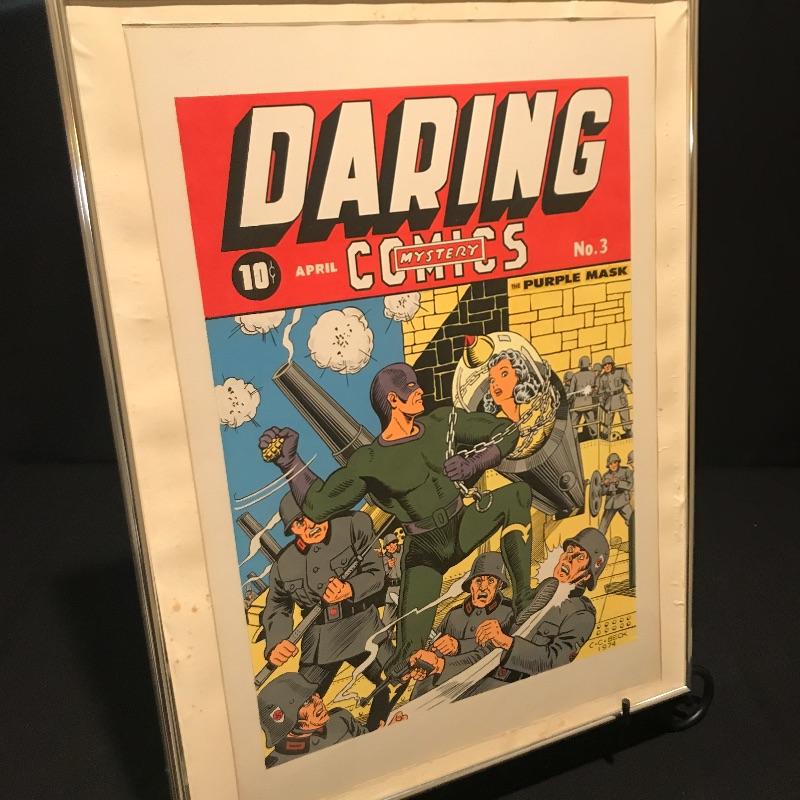 DARING
COMICS
MYSTERY
10¢
APRIL
No. 3
THE PURPLE MASK
C.C. BECK
1974